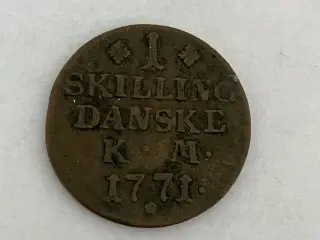 1
SKILLING
DANSKE
K · M ·
1771 ·